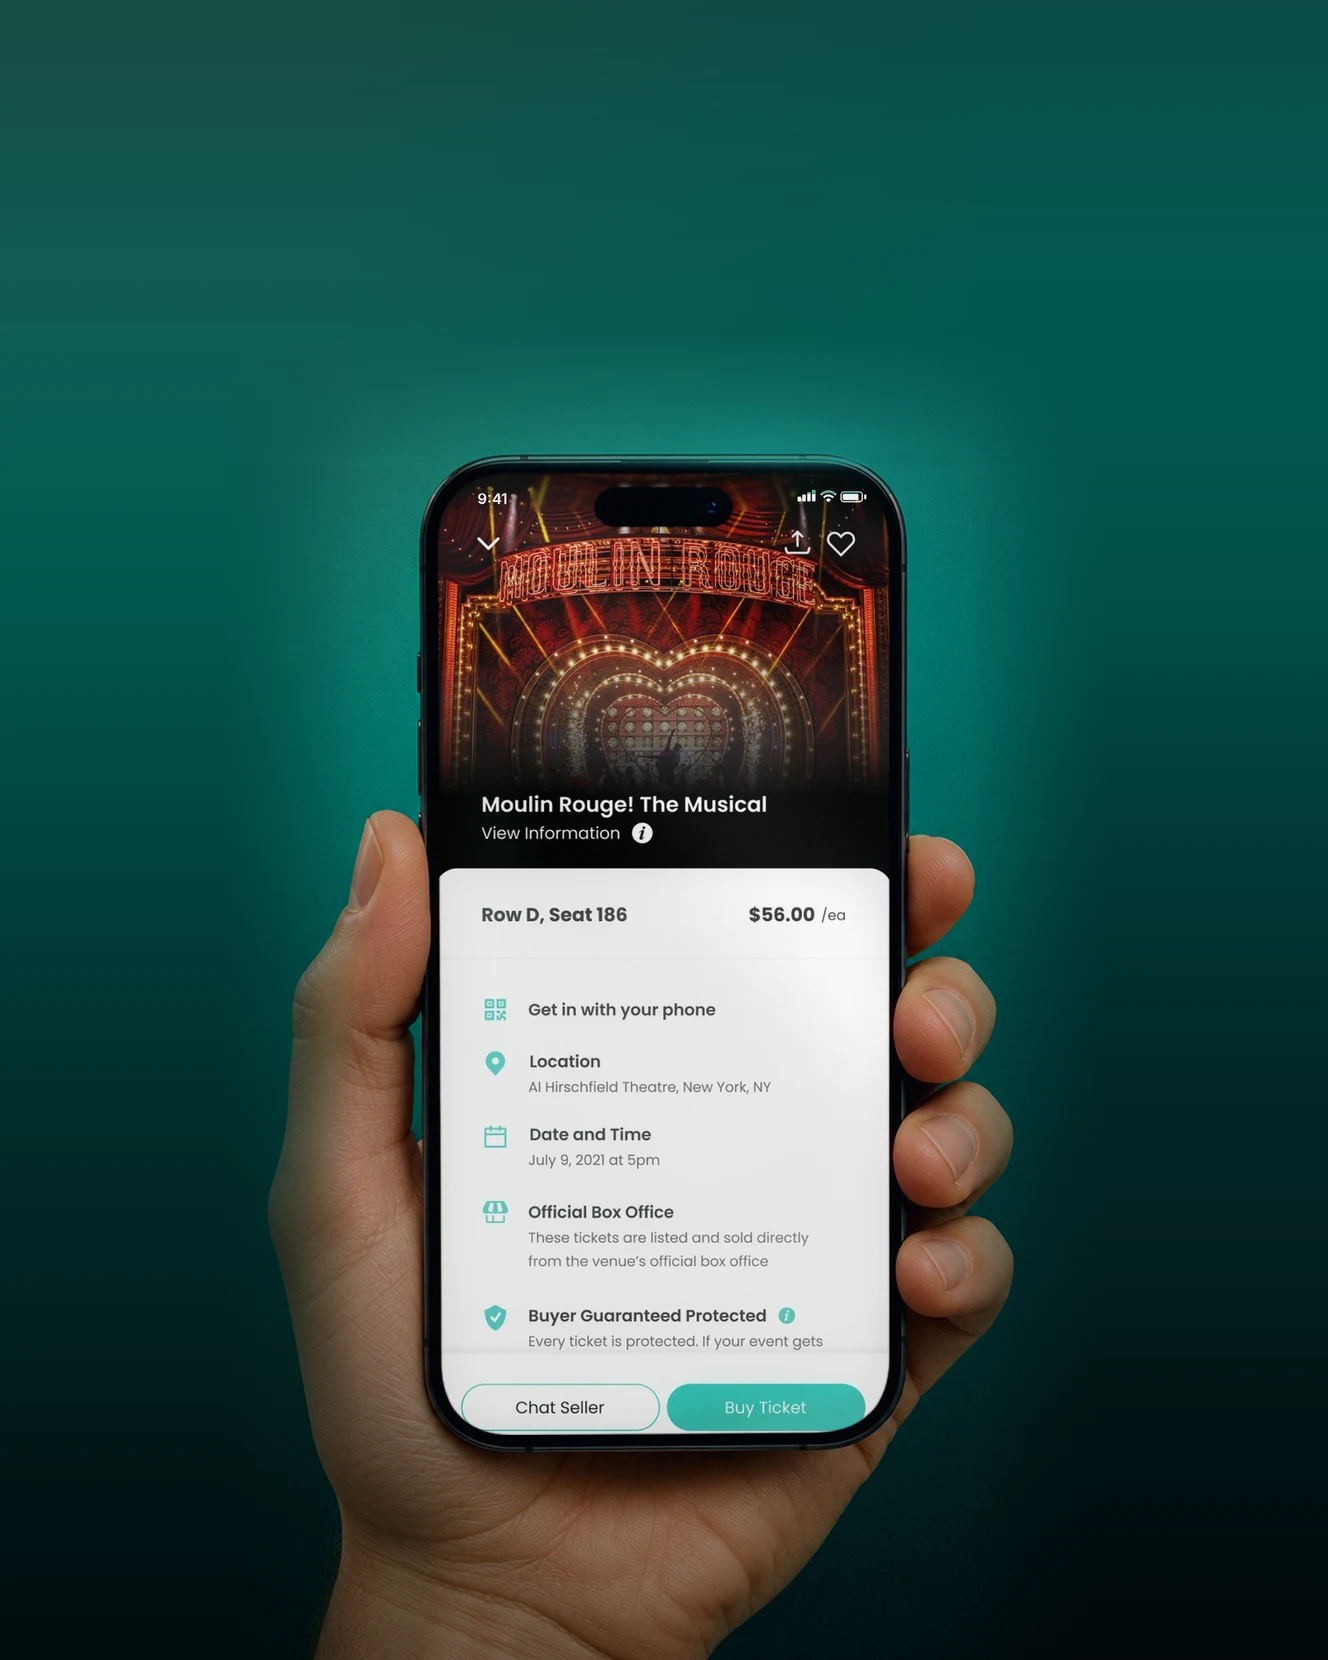 9:41
MOULIN ROUGE
Moulin Rouge! The Musical
View Information
Row D, Seat 186
$56.00 /ea
Get in with your phone
Location
Al Hirschfield Theatre, New York, NY
Date and Time
July 9, 2021 at 5pm
Official Box Office
These tickets are listed and sold directly
from the venue's official box office
Buyer Guaranteed Protected
Every ticket is protected. If your event gets
Chat Seller
Buy Ticket